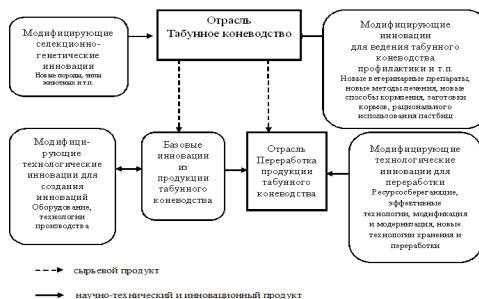 Модифицирующие
селекционно-
генетические
инновации
Новые породы, типы
животных и т.п.
Отрасль
Табунное коневодство
Модифицирующие
инновации
для ведения табунного
коневодства
профилактики и т.п.
Новые ветеринарные препараты,
новые методы лечения, новые
способы кормления, заготовки
кормов, рационального
использования пастбищ
Модифици-
рующие
технологические
инновации для
создания
инноваций
Оборудование,
технологии
производства
Базовые
инновации
из
продукции
табунного
коневодства
Отрасль
Переработка
продукции
табунного
коневодства
Модифицирующие
технологические
инновации для
переработки
Ресурсосберегающие,
эффективные
технологии, модификация
и модернизация, новые
технологии хранения и
переработки
сырьевой продукт
научно-технический и инновационный продукт